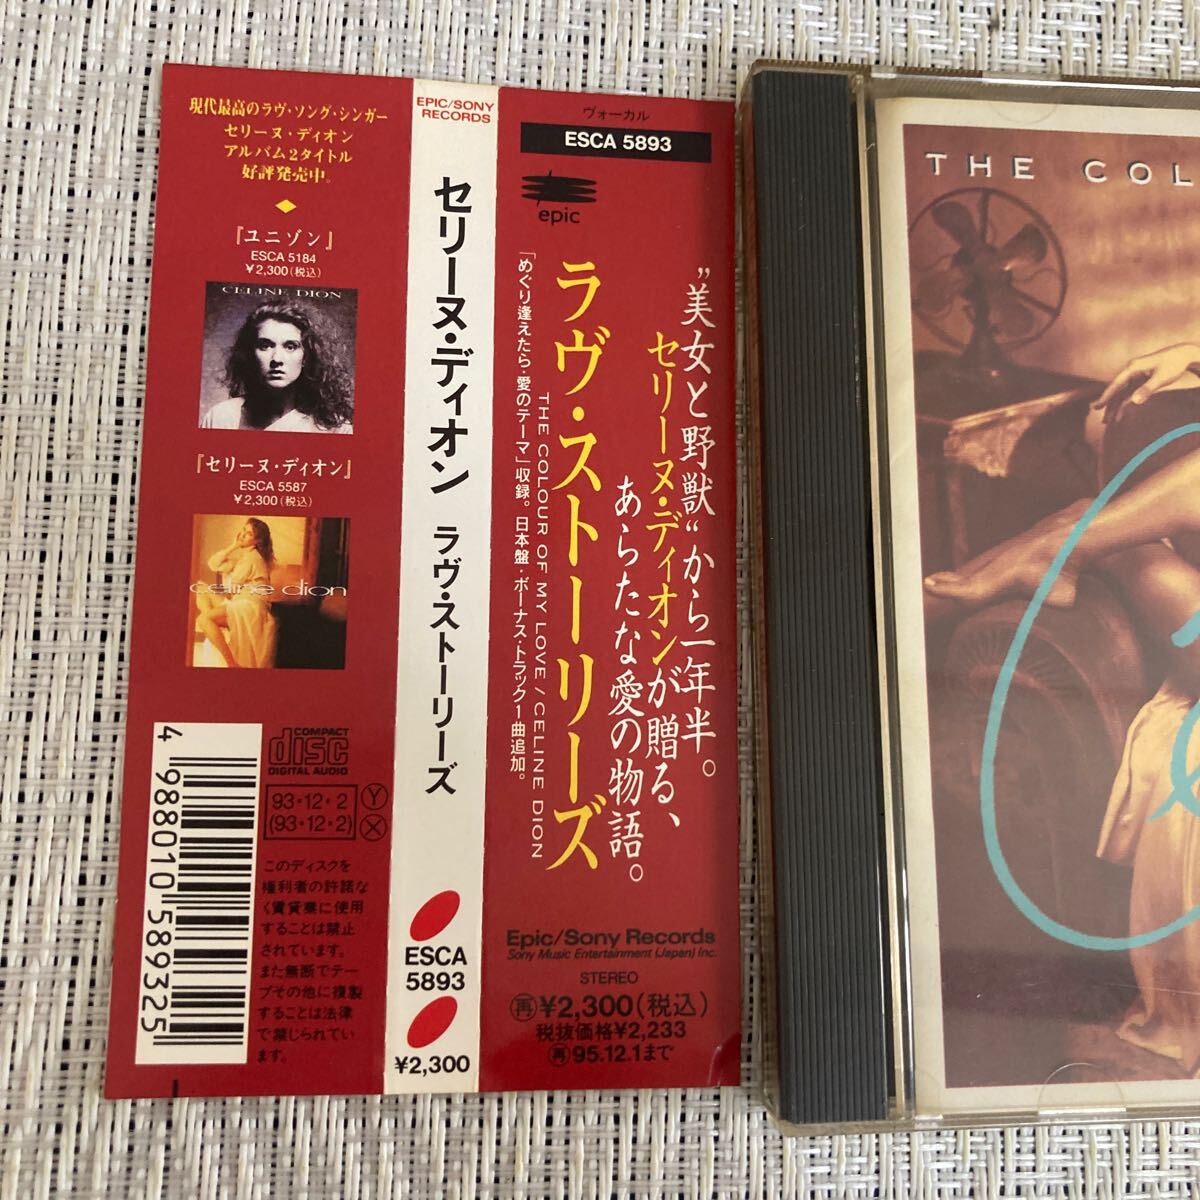 現代最高のラヴ・ソング・シンガー
セリーヌ・ディオン
アルバム2タイトル
好評発売中。
『ユニゾン』
ESCA 5184
¥2,300(税込)
CELINE DION
『セリーヌ・ディオン』
ESCA 5587
¥2,300(税込)
celine dion
4 988010 589325
COMPACT
disc
DIGITAL AUDIO
93・12・2
(93・12・2)
Y
X
このディスクを
権利者の許諾な
く賃貸業に使用
することは禁止
されています。
また無断でテー
プその他に複製
することは法律
で禁じられてい
ます。
EPIC/SONY
RECORDS
セリーヌ・ディオン ラヴ・ストーリーズ
ESCA
5893
¥2,300
ヴォーカル
ESCA 5893
epic
"美女と野獣"から一年半。
セリーヌ・ディオンが贈る、
あらたな愛の物語。
ラヴ・ストーリーズ
THE COLOUR OF MY LOVE / CELINE DION
「めぐり逢えたら・愛のテーマ」収録。日本盤・ボーナス・トラック1曲追加。
Epic/Sony Records
Sony Music Entertainment (Japan) Inc.
STEREO
再¥2,300(税込)
税抜価格¥2,233
再95.12.1まで
THE COL